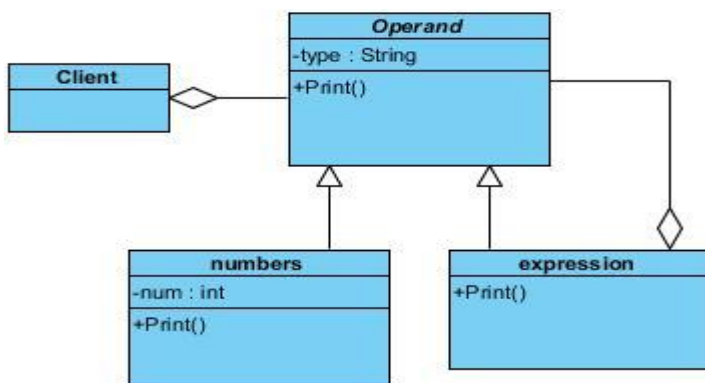 Operand
-type : String
+Print()
Client
numbers
-num : int
+Print()
expression
+Print()